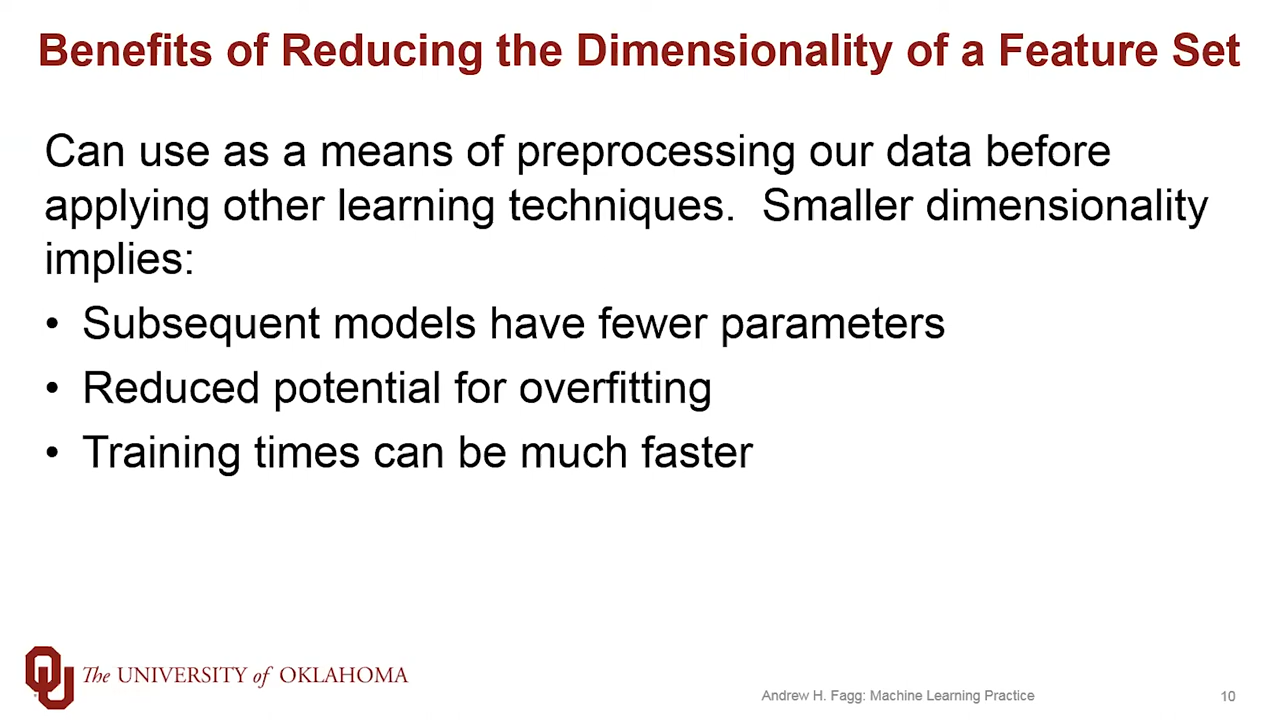 Benefits of Reducing the Dimensionality of a Feature Set
Can use as a means of preprocessing our data before
applying other learning techniques.  Smaller dimensionality
implies:
• Subsequent models have fewer parameters
• Reduced potential for overfitting
• Training times can be much faster
OU The UNIVERSITY of OKLAHOMA
Andrew H. Fagg: Machine Learning Practice
10